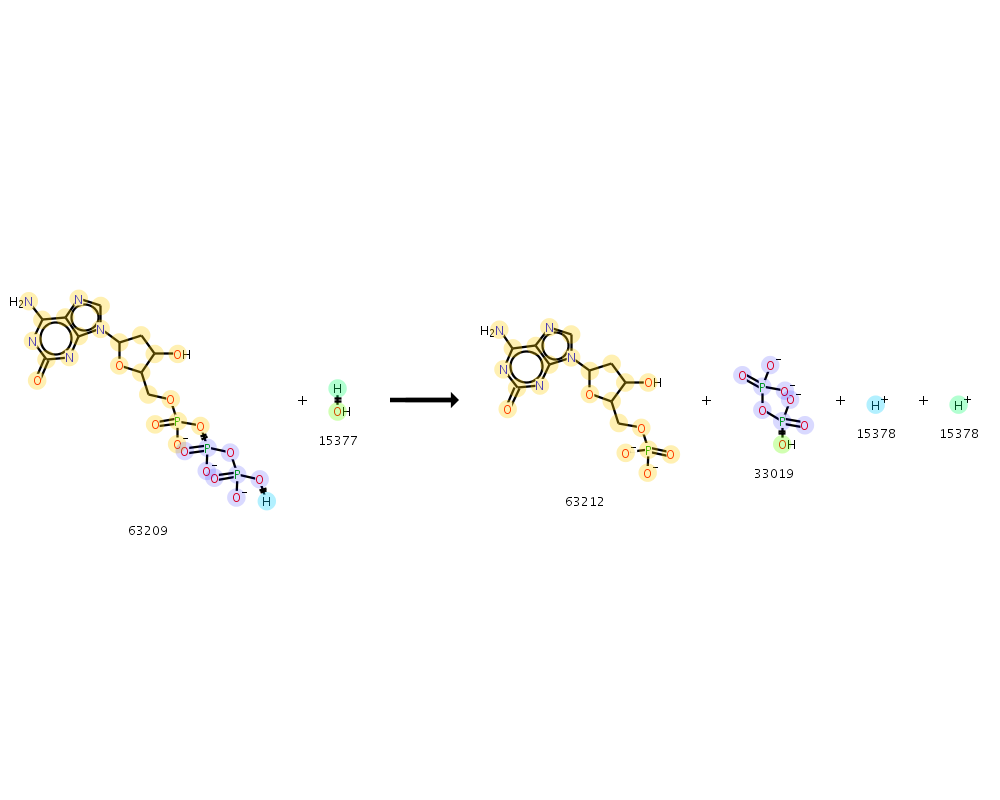 H2N N N N N O O OH O O P O O- O O P O- O O P O- O H
63209
+
H OH
15377
H2N N N N N O O OH O O- P O O-
63212
+
O- O P O- O O- P O OH
33019
+
H+
15378
+
H+
15378